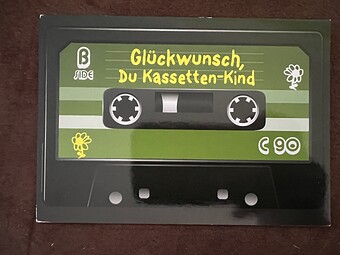 B
SIDE
Glückwunsch,
Du Kassetten-Kind
C 90